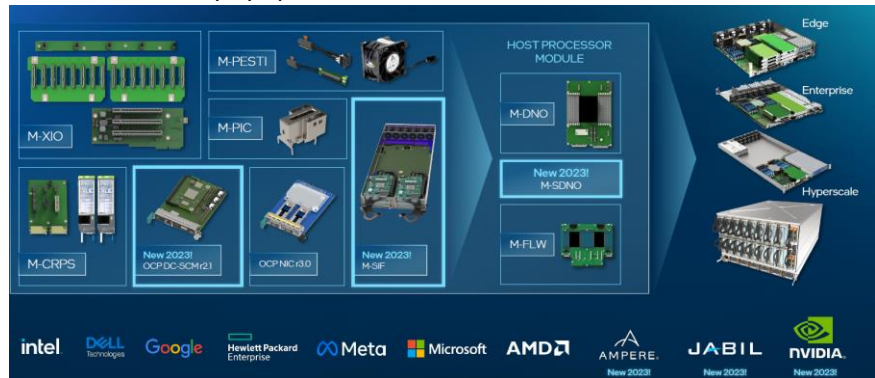 M-XIO
M-PESTI
M-PIC
M-CRPS
New 2023!
OCP DC-SCM r2.1
OCP NIC r3.0
New 2023!
M-SIF
HOST PROCESSOR
MODULE
M-DNO
New 2023!
M-SDNO
M-FLW
Edge
Enterprise
Hyperscale
intel.
DELL
Technologies
Google
Hewlett Packard
Enterprise
Meta
Microsoft
AMD
AMPERE.
New 2023!
JABIL
New 2023!
NVIDIA.
New 2023!